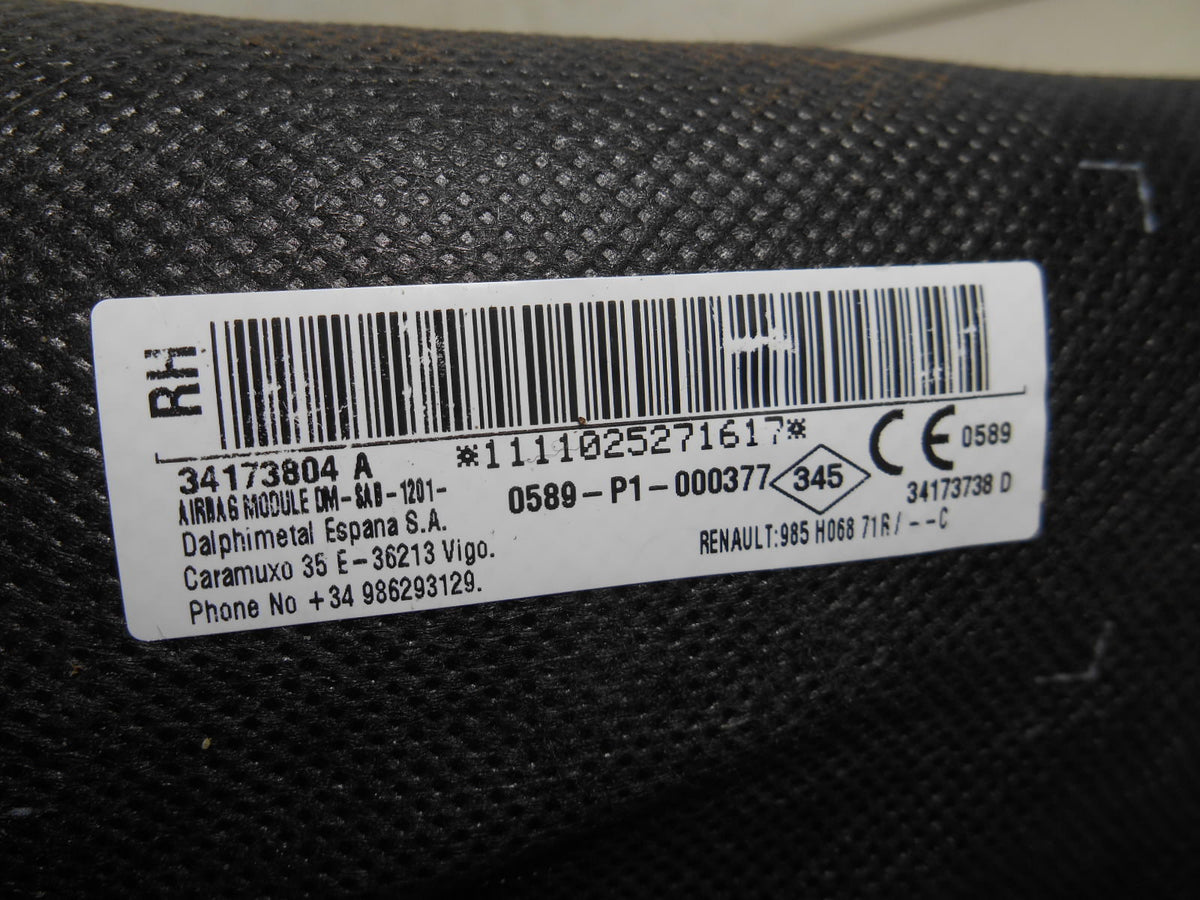 RH
*1111025271617*
34173804 A
AIRBAG MODULE DM-SAB-1201-
0589-P1-000377
345
CE 0589
34173738 D
Dalphimetal Espana S.A.
RENAULT:985 H068 71R/--C
Caramuxo 35 E-36213 Vigo.
Phone No +34 986293129.